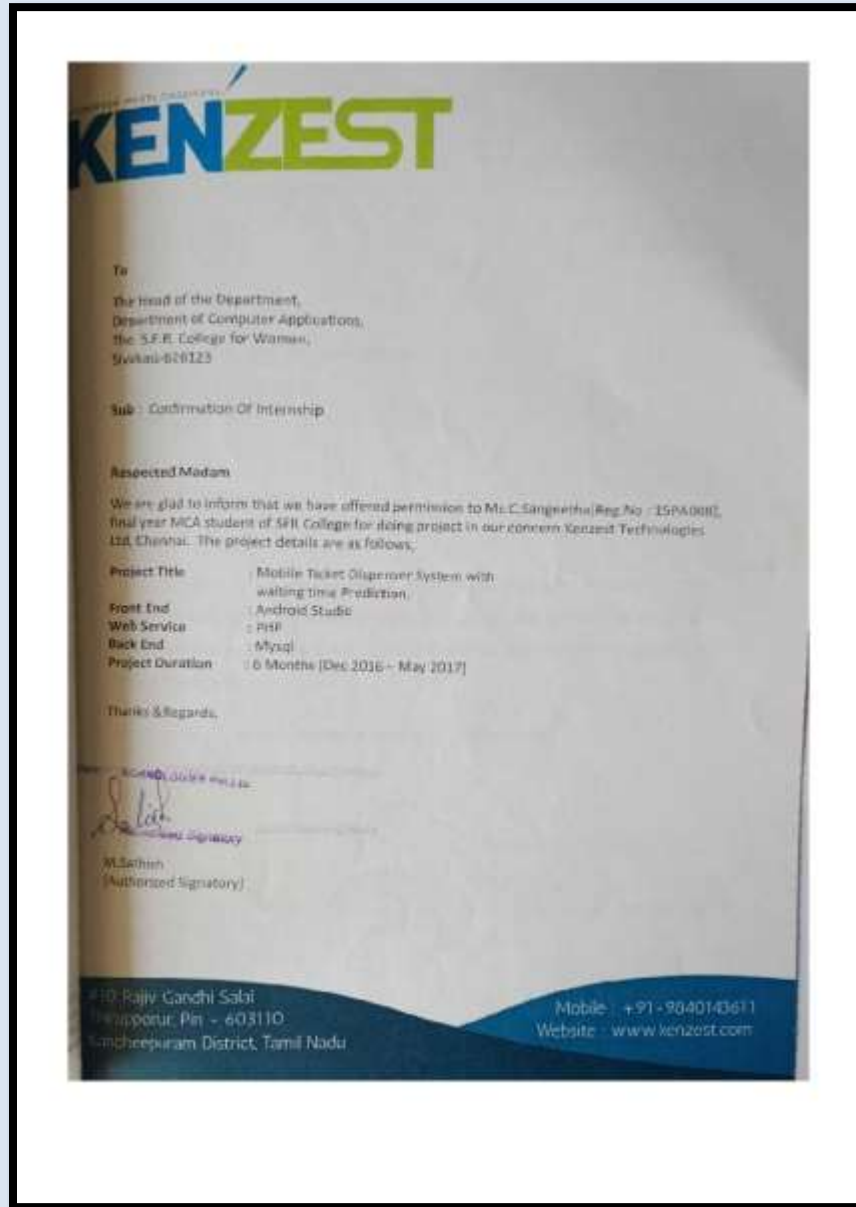 KENZEST
To
The Head of the Department,
Department of Computer Applications,
The S.F.R. College for Women,
Sivakasi-626123
Sub : Confirmation Of Internship
Respected Madam
We are glad to inform that we have offered permission to Ms.C.Sangeetha(Reg.No :
final year MCA student of SFR College for doing project in our concern Kenzest Technologies
Ltd, Chennai. The project details are as follows,
Project Title : Mobile Ticket Dispenser System with
waiting time Prediction.
Front End : Android Studio
Web Service : PHP
Back End : Mysql
Project Duration : 6 Months (Dec 2016 – May 2017)
Thanks &Regards,
Authorised Signatory
M.Sathish
(Authorized Signatory)
#10 Rajiv Gandhi Salai
Thiruporur, Pin - 603110
Kancheepuram District, Tamil Nadu
Mobile : +91-9840143611
Website : www.kenzest.com